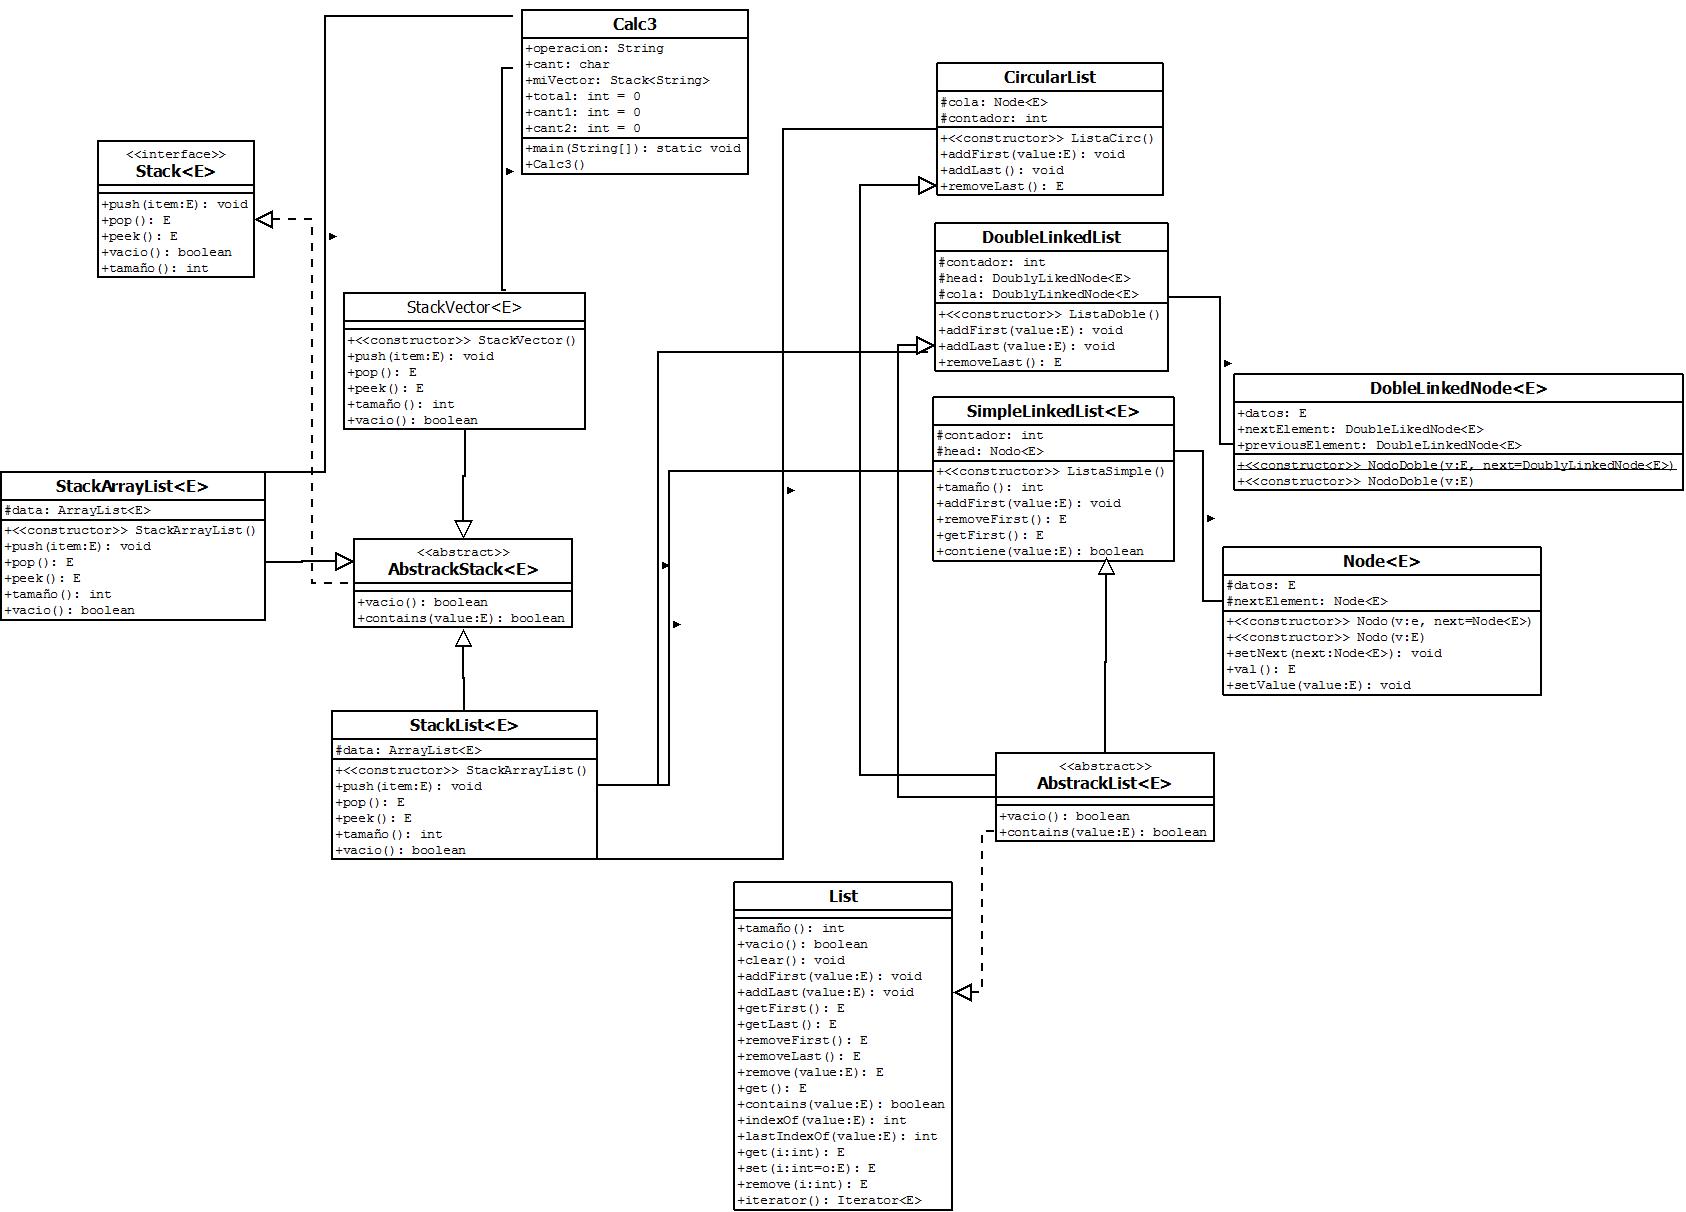 Calc3
+operacion: String
+cant: char
+miVector: Stack<String>
+total: int = 0
+cant1: int = 0
+cant2: int = 0
+main(String[]): static void
+Calc3()
CircularList
#cola: Node<E>
#contador: int
+<<constructor>> ListaCirc()
+addFirst(value:E): void
+addLast(): void
+removeLast(): E
<<interface>>
Stack<E>
+push(item:E): void
+pop(): E
+peek(): E
+vacio(): boolean
+tamaño(): int
DoubleLinkedList
#contador: int
#head: DoublyLikedNode<E>
#cola: DoublyLinkedNode<E>
+<<constructor>> ListaDoble()
+addFirst(value:E): void
+addLast(value:E): void
+removeLast(): E
StackVector<E>
+<<constructor>> StackVector()
+push(item:E): void
+pop(): E
+peek(): E
+tamaño(): int
+vacio(): boolean
DobleLinkedNode<E>
+datos: E
+nextElement: DoubleLikedNode<E>
+previousElement: DoubleLinkedNode<E>
+<<constructor>> NodoDoble(v:E, next=DoublyLinkedNode<E>)
+<<constructor>> NodoDoble(v:E)
SimpleLinkedList<E>
#contador: int
#head: Nodo<E>
+<<constructor>> ListaSimple()
+tamaño(): int
+addFirst(value:E): void
+removeFirst(): E
+getFirst(): E
+contiene(value:E): boolean
StackArrayList<E>
#data: ArrayList<E>
+<<constructor>> StackArrayList()
+push(item:E): void
+pop(): E
+peek(): E
+tamaño(): int
+vacio(): boolean
<<abstract>>
AbstrackStack<E>
+vacio(): boolean
+contains(value:E): boolean
Node<E>
#datos: E
#nextElement: Node<E>
+<<constructor>> Nodo(v:e, next=Node<E>)
+<<constructor>> Nodo(v:E)
+setNext(next:Node<E>): void
+val(): E
+setValue(value:E): void
StackList<E>
#data: ArrayList<E>
+<<constructor>> StackArrayList()
+push(item:E): void
+pop(): E
+peek(): E
+tamaño(): int
+vacio(): boolean
<<abstract>>
AbstrackList<E>
+vacio(): boolean
+contains(value:E): boolean
List
+tamaño(): int
+vacio(): boolean
+clear(): void
+addFirst(value:E): void
+addLast(value:E): void
+getFirst(): E
+getLast(): E
+removeFirst(): E
+removeLast(): E
+remove(value:E): E
+get(): E
+contains(value:E): boolean
+indexOf(value:E): int
+lastIndexOf(value:E): int
+get(i:int): E
+set(i:int=o:E): E
+remove(i:int): E
+iterator(): Iterator<E>